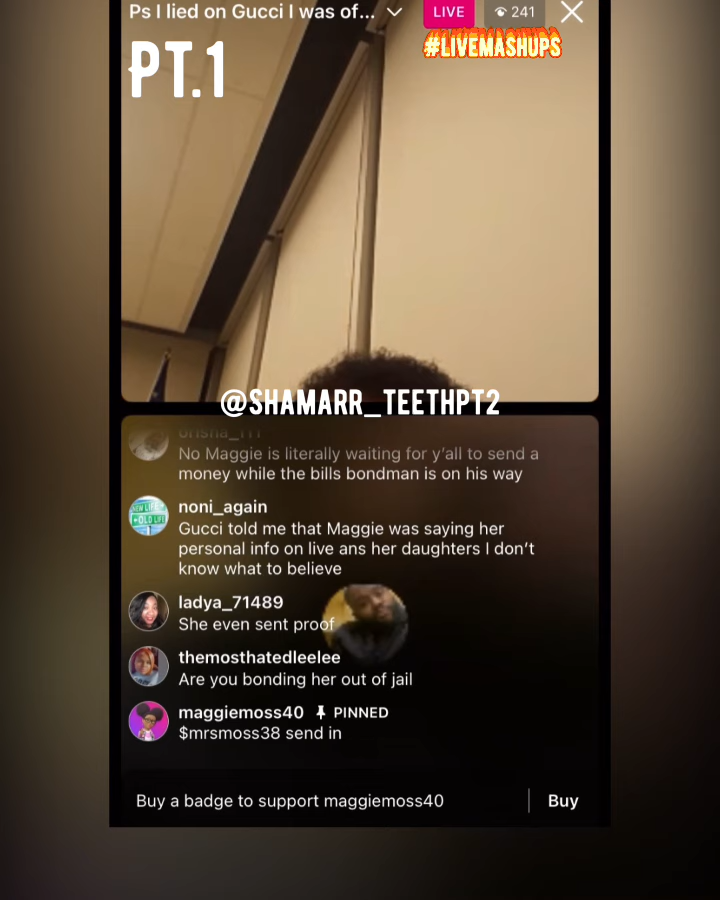 Ps I lied on Gucci I was of...
LIVE
241
#LIVEMASHUPS
PT.1
@SHAMARR_TEETHPT2
orisha_111
No Maggie is literally waiting for y'all to send a
money while the bills bondman is on his way
NEW LIFE
OLD LIFE
noni_again
Gucci told me that Maggie was saying her
personal info on live ans her daughters I don't
know what to believe
ladya_71489
She even sent proof
themosthatedleelee
Are you bonding her out of jail
maggiemoss40 PINNED
$mrsmoss38 send in
Buy a badge to support maggiemoss40
Buy